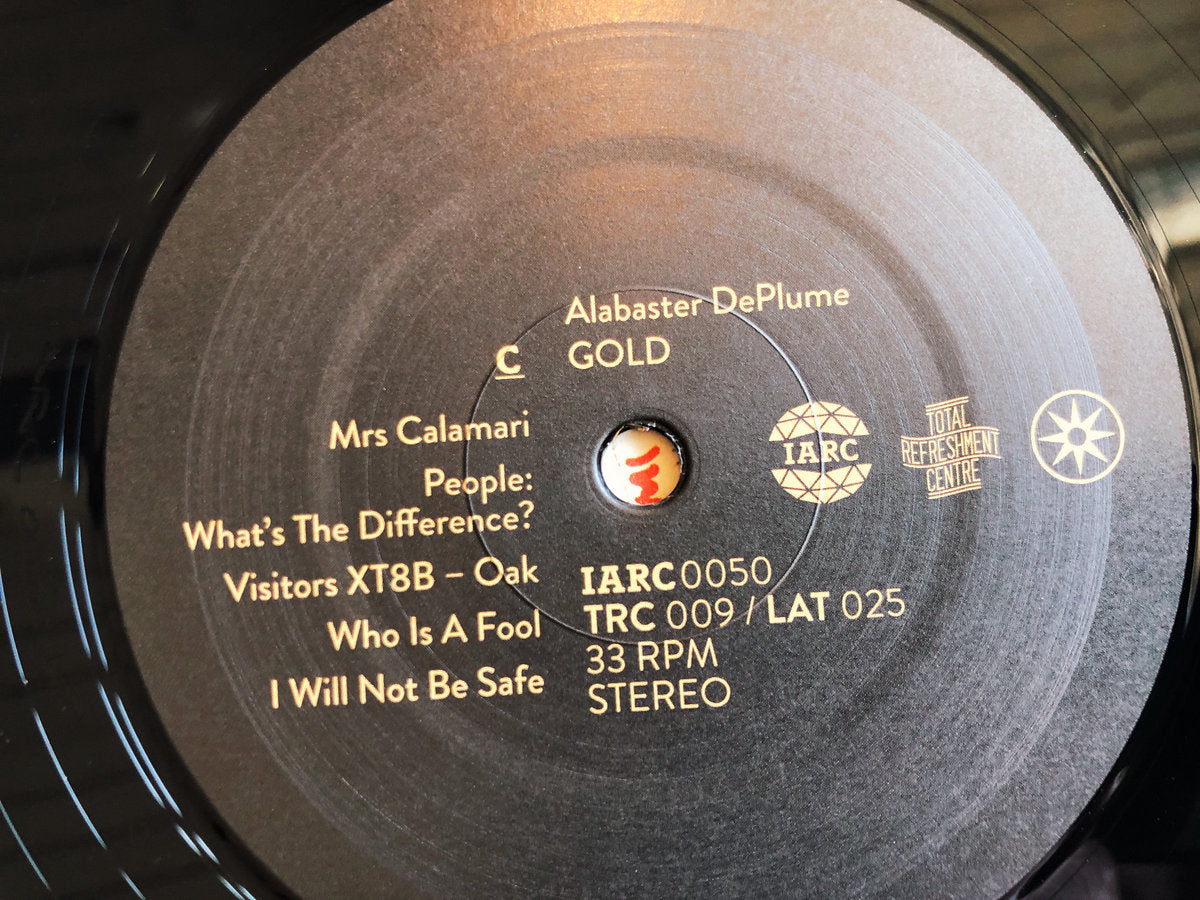 Alabaster DePlume
GOLD
C
Mrs Calamari
People:
What's The Difference?
Visitors XT8B – Oak
Who Is A Fool
I Will Not Be Safe
IARC
TOTAL
REFRESHMENT
CENTRE
IARC0050
TRC 009 / LAT 025
33 RPM
STEREO